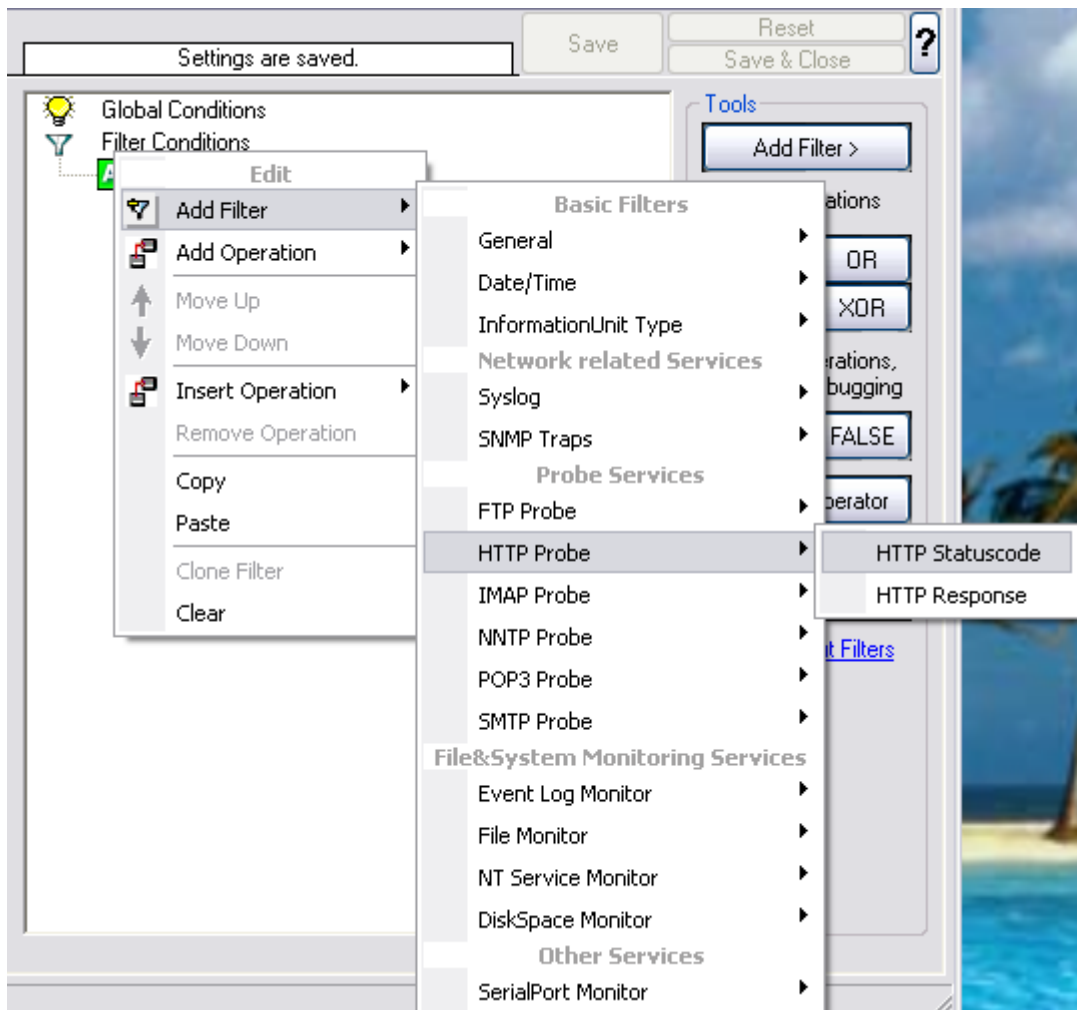 Reset
?
Save
Settings are saved.
Save & Close
Global Conditions
Filter Conditions
A
Tools
Add Filter >
ations
OR
XOR
erations,
bugging
FALSE
perator
t Filters
Edit
Add Filter
Add Operation
Move Up
Move Down
Insert Operation
Remove Operation
Copy
Paste
Clone Filter
Clear
Basic Filters
General
Date/Time
InformationUnit Type
Network related Services
Syslog
SNMP Traps
Probe Services
FTP Probe
HTTP Probe
IMAP Probe
NNTP Probe
POP3 Probe
SMTP Probe
File&System Monitoring Services
Event Log Monitor
File Monitor
NT Service Monitor
DiskSpace Monitor
Other Services
SerialPort Monitor
HTTP Statuscode
HTTP Response